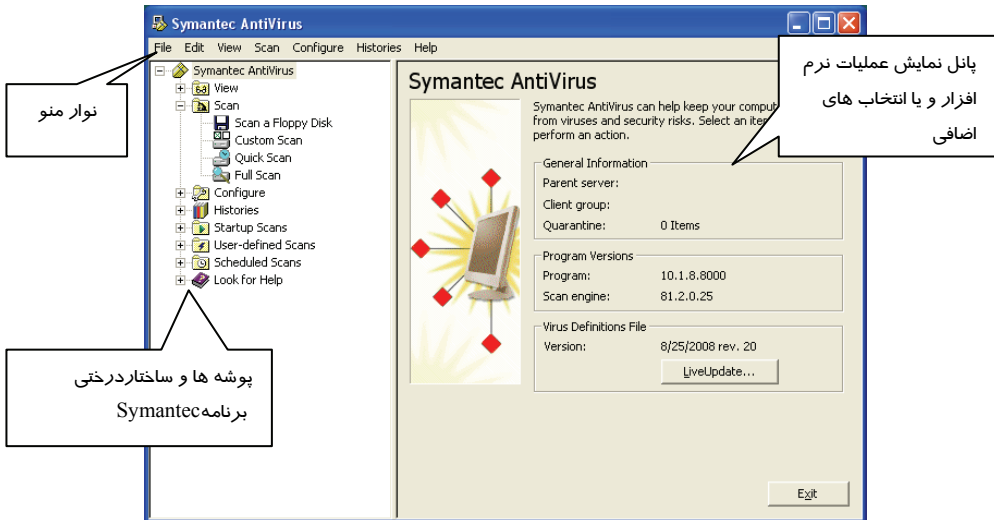 Symantec AntiVirus
File Edit View Scan Configure Histories Help
نوار منو
Symantec AntiVirus
View
Scan
Scan a Floppy Disk
Custom Scan
Quick Scan
Full Scan
Configure
Histories
Startup Scans
User-defined Scans
Scheduled Scans
Look for Help
پوشه ها و ساختاردرختی
برنامهSymantec
Symantec AntiVirus
Symantec AntiVirus can help keep your
from viruses and security risks. Select an
perform an action.
پانل نمایش عملیات نرم
افزار و یا انتخاب های
اضافی
General Information
Parent server:
Client group:
Quarantine: 0 Items
Program Versions
Program: 10.1.8.8000
Scan engine: 81.2.0.25
Virus Definitions File
Version: 8/25/2008 rev. 20
LiveUpdate...
Exit